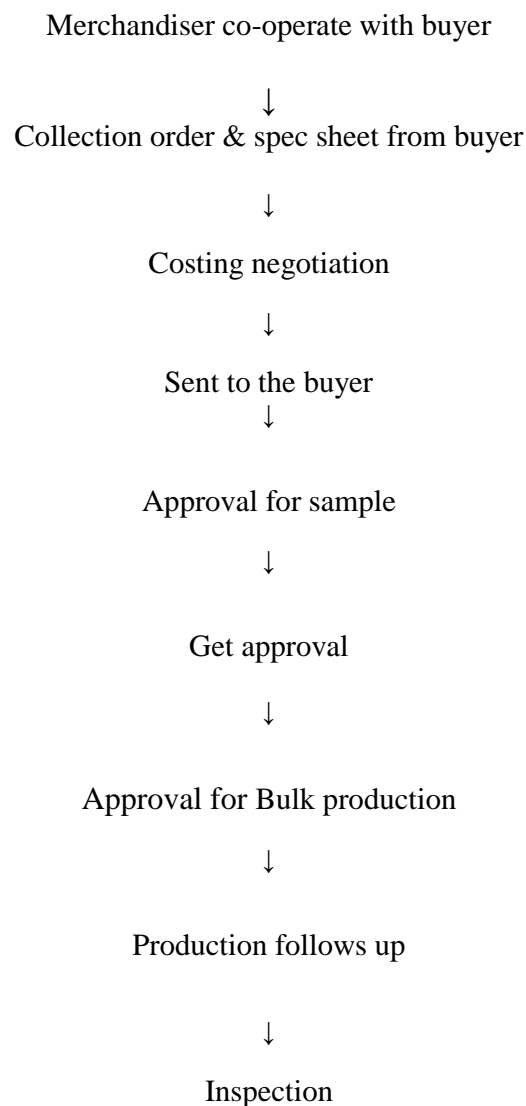 Merchandiser co-operate with buyer
↓
Collection order & spec sheet from buyer
↓
Costing negotiation
↓
Sent to the buyer
↓
Approval for sample
↓
Get approval
↓
Approval for Bulk production
↓
Production follows up
↓
Inspection